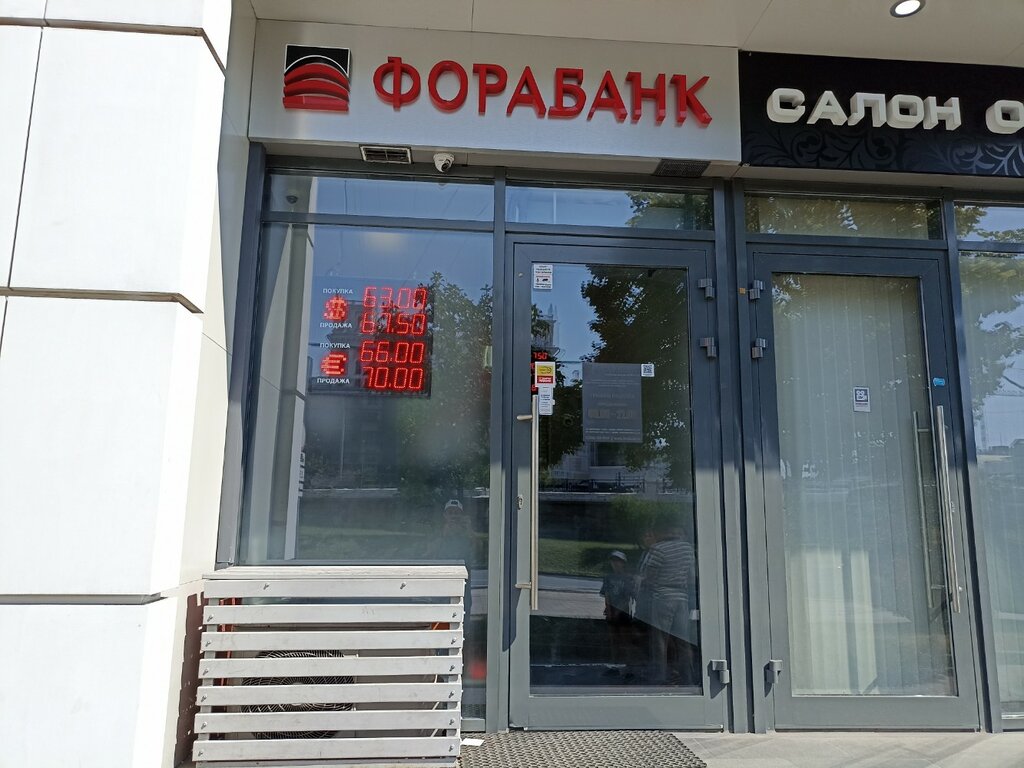 ФОРАБАНК
САЛОН О
ПОКУПКА
$ 63.00
ПРОДАЖА 67.50
ПОКУПКА
€ 66.00
ПРОДАЖА 70.00